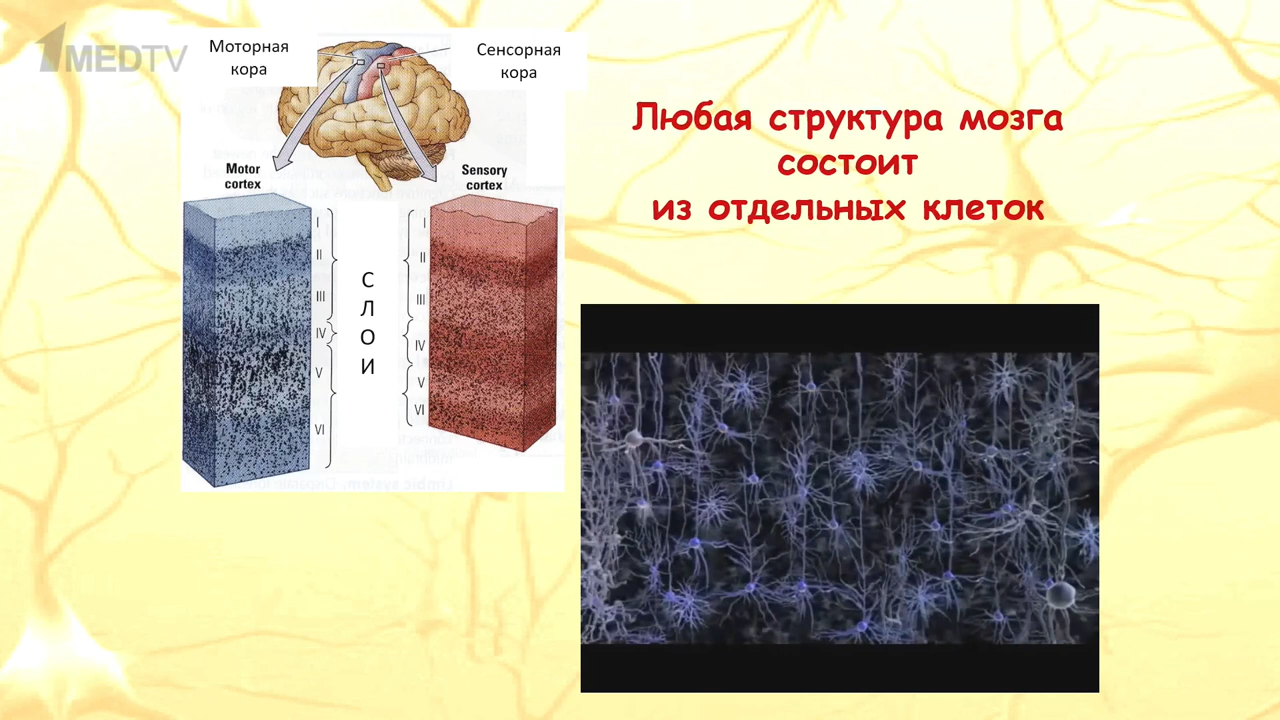 1MEDTV
Моторная
кора
Сенсорная
кора
Motor
cortex
Sensory
cortex
I
II
III
IV
V
VI
С
Л
О
И
I
II
III
IV
V
VI
Любая структура мозга
состоит
из отдельных клеток